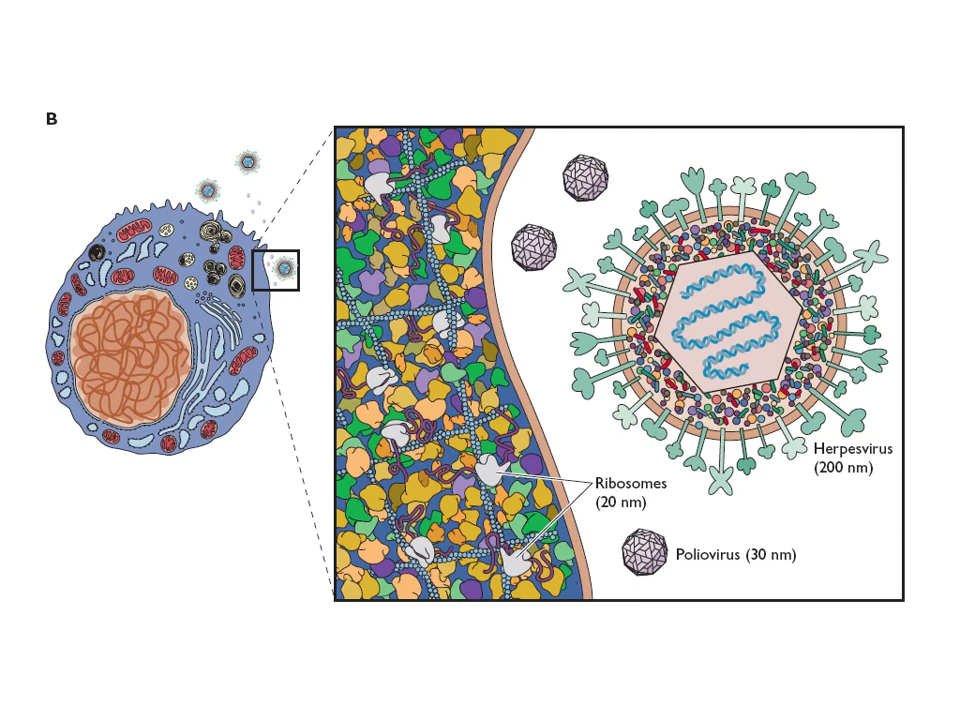 B
Herpesvirus
(200 nm)
Ribosomes
(20 nm)
Poliovirus (30 nm)